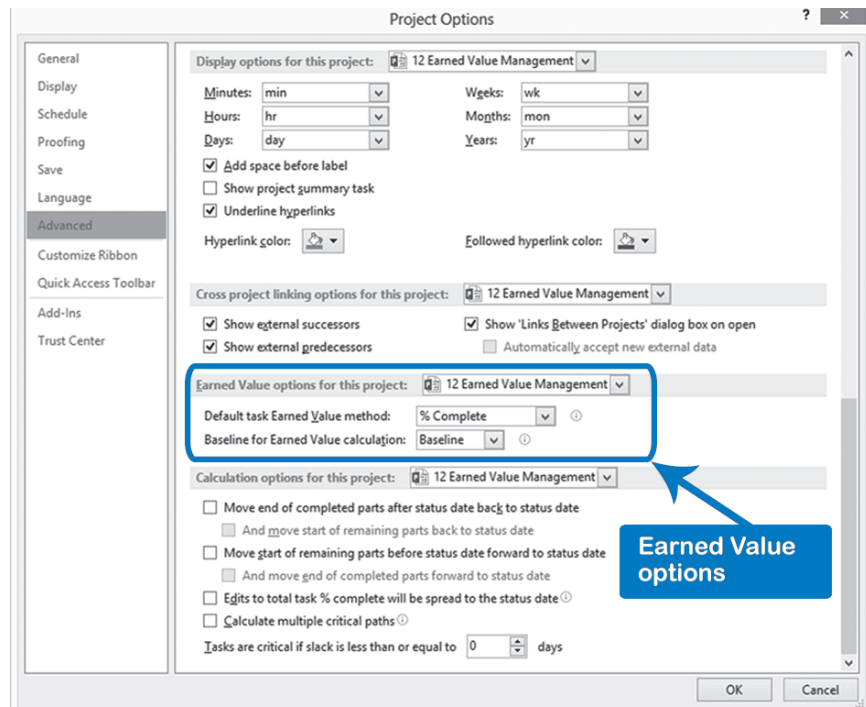 Project Options
?
General
Display
Schedule
Proofing
Save
Language
Advanced
Customize Ribbon
Quick Access Toolbar
Add-Ins
Trust Center
Display options for this project: 12 Earned Value Management
Minutes: min Weeks: wk
Hours: hr Months: mon
Days: day Years: yr
Add space before label
Show project summary task
Underline hyperlinks
Hyperlink color: Followed hyperlink color:
Cross project linking options for this project: 12 Earned Value Management
Show external successors Show 'Links Between Projects' dialog box on open
Show external predecessors Automatically accept new external data
Earned Value options for this project: 12 Earned Value Management
Default task Earned Value method: % Complete
Baseline for Earned Value calculation: Baseline
Calculation options for this project: 12 Earned Value Management
Move end of completed parts after status date back to status date
And move start of remaining parts back to status date
Move start of remaining parts before status date forward to status date
And move end of completed parts forward to status date
Edits to total task % complete will be spread to the status date
Calculate multiple critical paths
Tasks are critical if slack is less than or equal to 0 days
Earned Value
options
OK Cancel